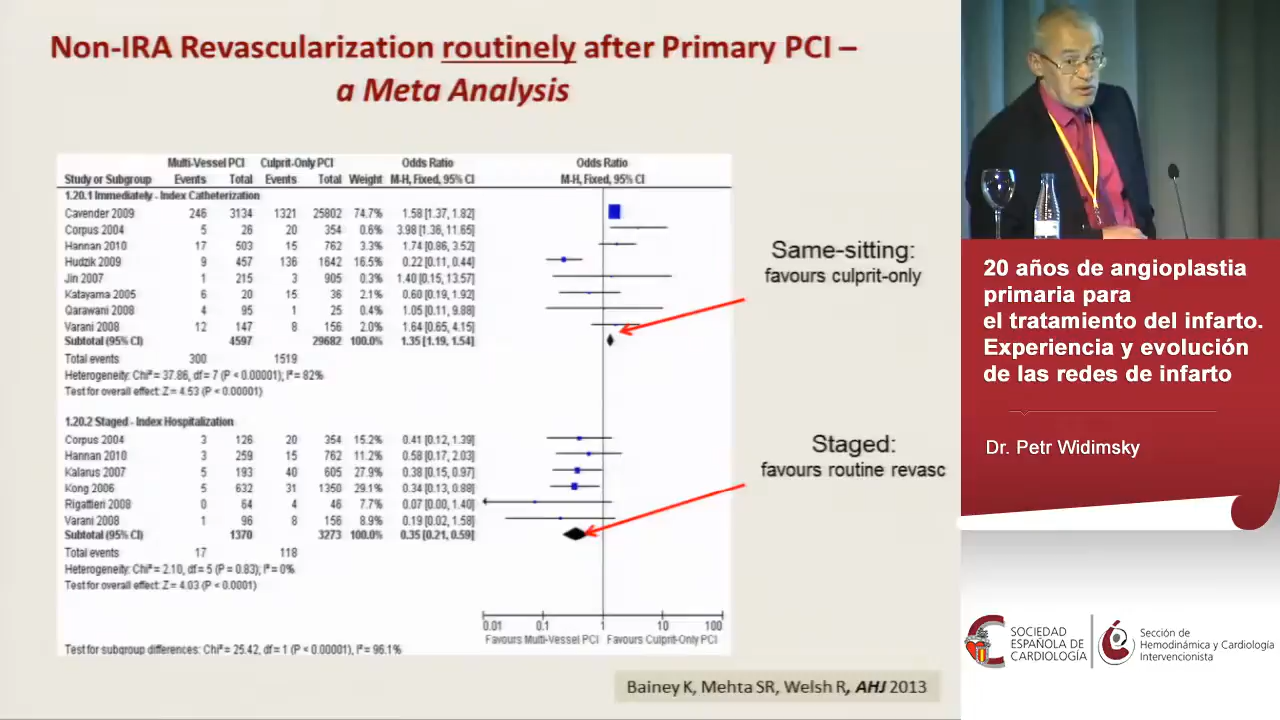 Non-IRA Revascularization routinely after Primary PCI –
a Meta Analysis
Multi-Vessel PCI Culprit-Only PCI Odds Ratio Odds Ratio
Study or Subgroup Events Total Events Total Weight M-H, Fixed, 95% CI M-H, Fixed, 95% CI
1.20.1 Immediately - Index Catheterization
Cavender 2009 246 3134 1321 25802 74.7% 1.58 [1.37, 1.82]
Corpus 2004 5 26 20 354 0.6% 3.98 [1.36, 11.65]
Hannan 2010 17 503 15 762 3.3% 1.74 [0.86, 3.52]
Hudzik 2009 9 457 136 1642 16.5% 0.22 [0.11, 0.44]
Jin 2007 1 215 3 905 0.3% 1.40 [0.15, 13.57]
Katayama 2005 6 20 15 36 2.1% 0.60 [0.19, 1.92]
Qarawani 2008 4 95 1 25 0.4% 1.05 [0.11, 9.88]
Varani 2008 12 147 8 156 2.0% 1.64 [0.65, 4.15]
Subtotal (95% CI) 4597 29682 100.0% 1.35 [1.19, 1.54]
Total events 300 1519
Heterogeneity: Chi² = 37.86, df = 7 (P < 0.00001); I² = 82%
Test for overall effect: Z = 4.53 (P < 0.00001)
1.20.2 Staged - Index Hospitalization
Corpus 2004 3 126 20 354 15.2% 0.41 [0.12, 1.39]
Hannan 2010 3 259 15 762 11.2% 0.58 [0.17, 2.03]
Kalarus 2007 5 193 40 605 27.9% 0.38 [0.15, 0.97]
Kong 2006 5 632 31 1350 29.1% 0.34 [0.13, 0.88]
Rigattieri 2008 0 64 4 46 7.7% 0.07 [0.00, 1.40]
Varani 2008 1 96 8 156 8.9% 0.19 [0.02, 1.58]
Subtotal (95% CI) 1370 3273 100.0% 0.35 [0.21, 0.59]
Total events 17 118
Heterogeneity: Chi² = 2.10, df = 5 (P = 0.83); I² = 0%
Test for overall effect: Z = 4.03 (P < 0.0001)
0.01 0.1 1 10 100
Favours Multi-Vessel PCI Favours Culprit-Only PCI
Test for subgroup differences: Chi² = 25.42, df = 1 (P < 0.00001), I² = 96.1%
Same-sitting:
favours culprit-only
Staged:
favours routine revasc
Bainey K, Mehta SR, Welsh R, AHJ 2013
20 años de angioplastia
primaria para
el tratamiento del infarto.
Experiencia y evolución
de las redes de infarto
Dr. Petr Widimsky
SOCIEDAD
ESPAÑOLA DE
CARDIOLOGÍA
Sección de
Hemodinámica y Cardiología
Intervencionista